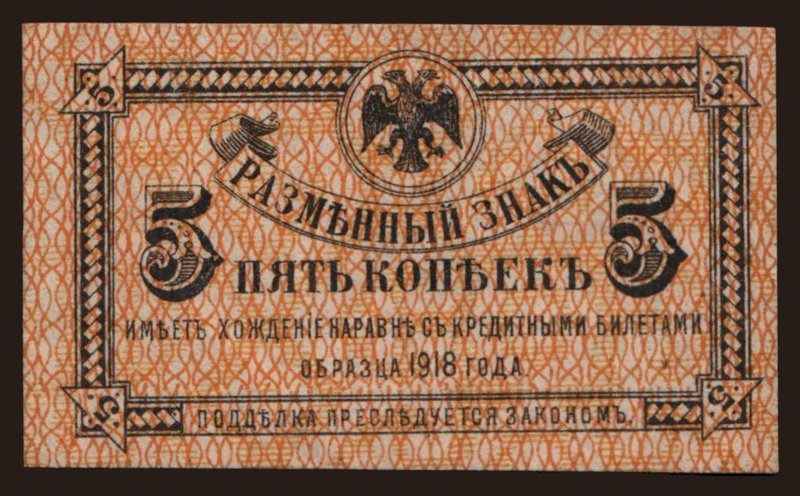 5 5
РАЗМѢННЫЙ ЗНАКЪ
5 ПЯТЬ КОПѢЕКЪ 5
ИМѢЕТЪ ХОЖДЕНІЕ НАРАВНѢ СЪ КРЕДИТНЫМИ БИЛЕТАМИ
ОБРАЗЦА 1918 ГОДА.
5 ПОДДѢЛКА ПРЕСЛѢДУЕТСЯ ЗАКОНОМЪ. 5